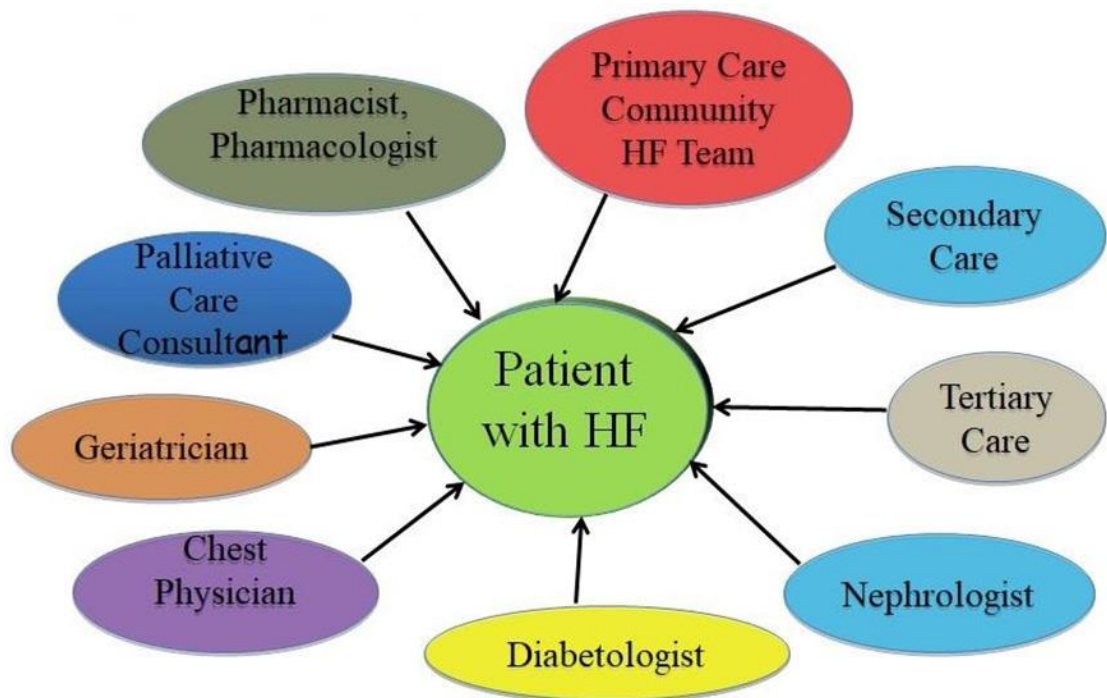 Pharmacist,
Pharmacologist
Primary Care
Community
HF Team
Secondary
Care
Palliative
Care
Consultant
Patient
with HF
Tertiary
Care
Geriatrician
Chest
Physician
Nephrologist
Diabetologist